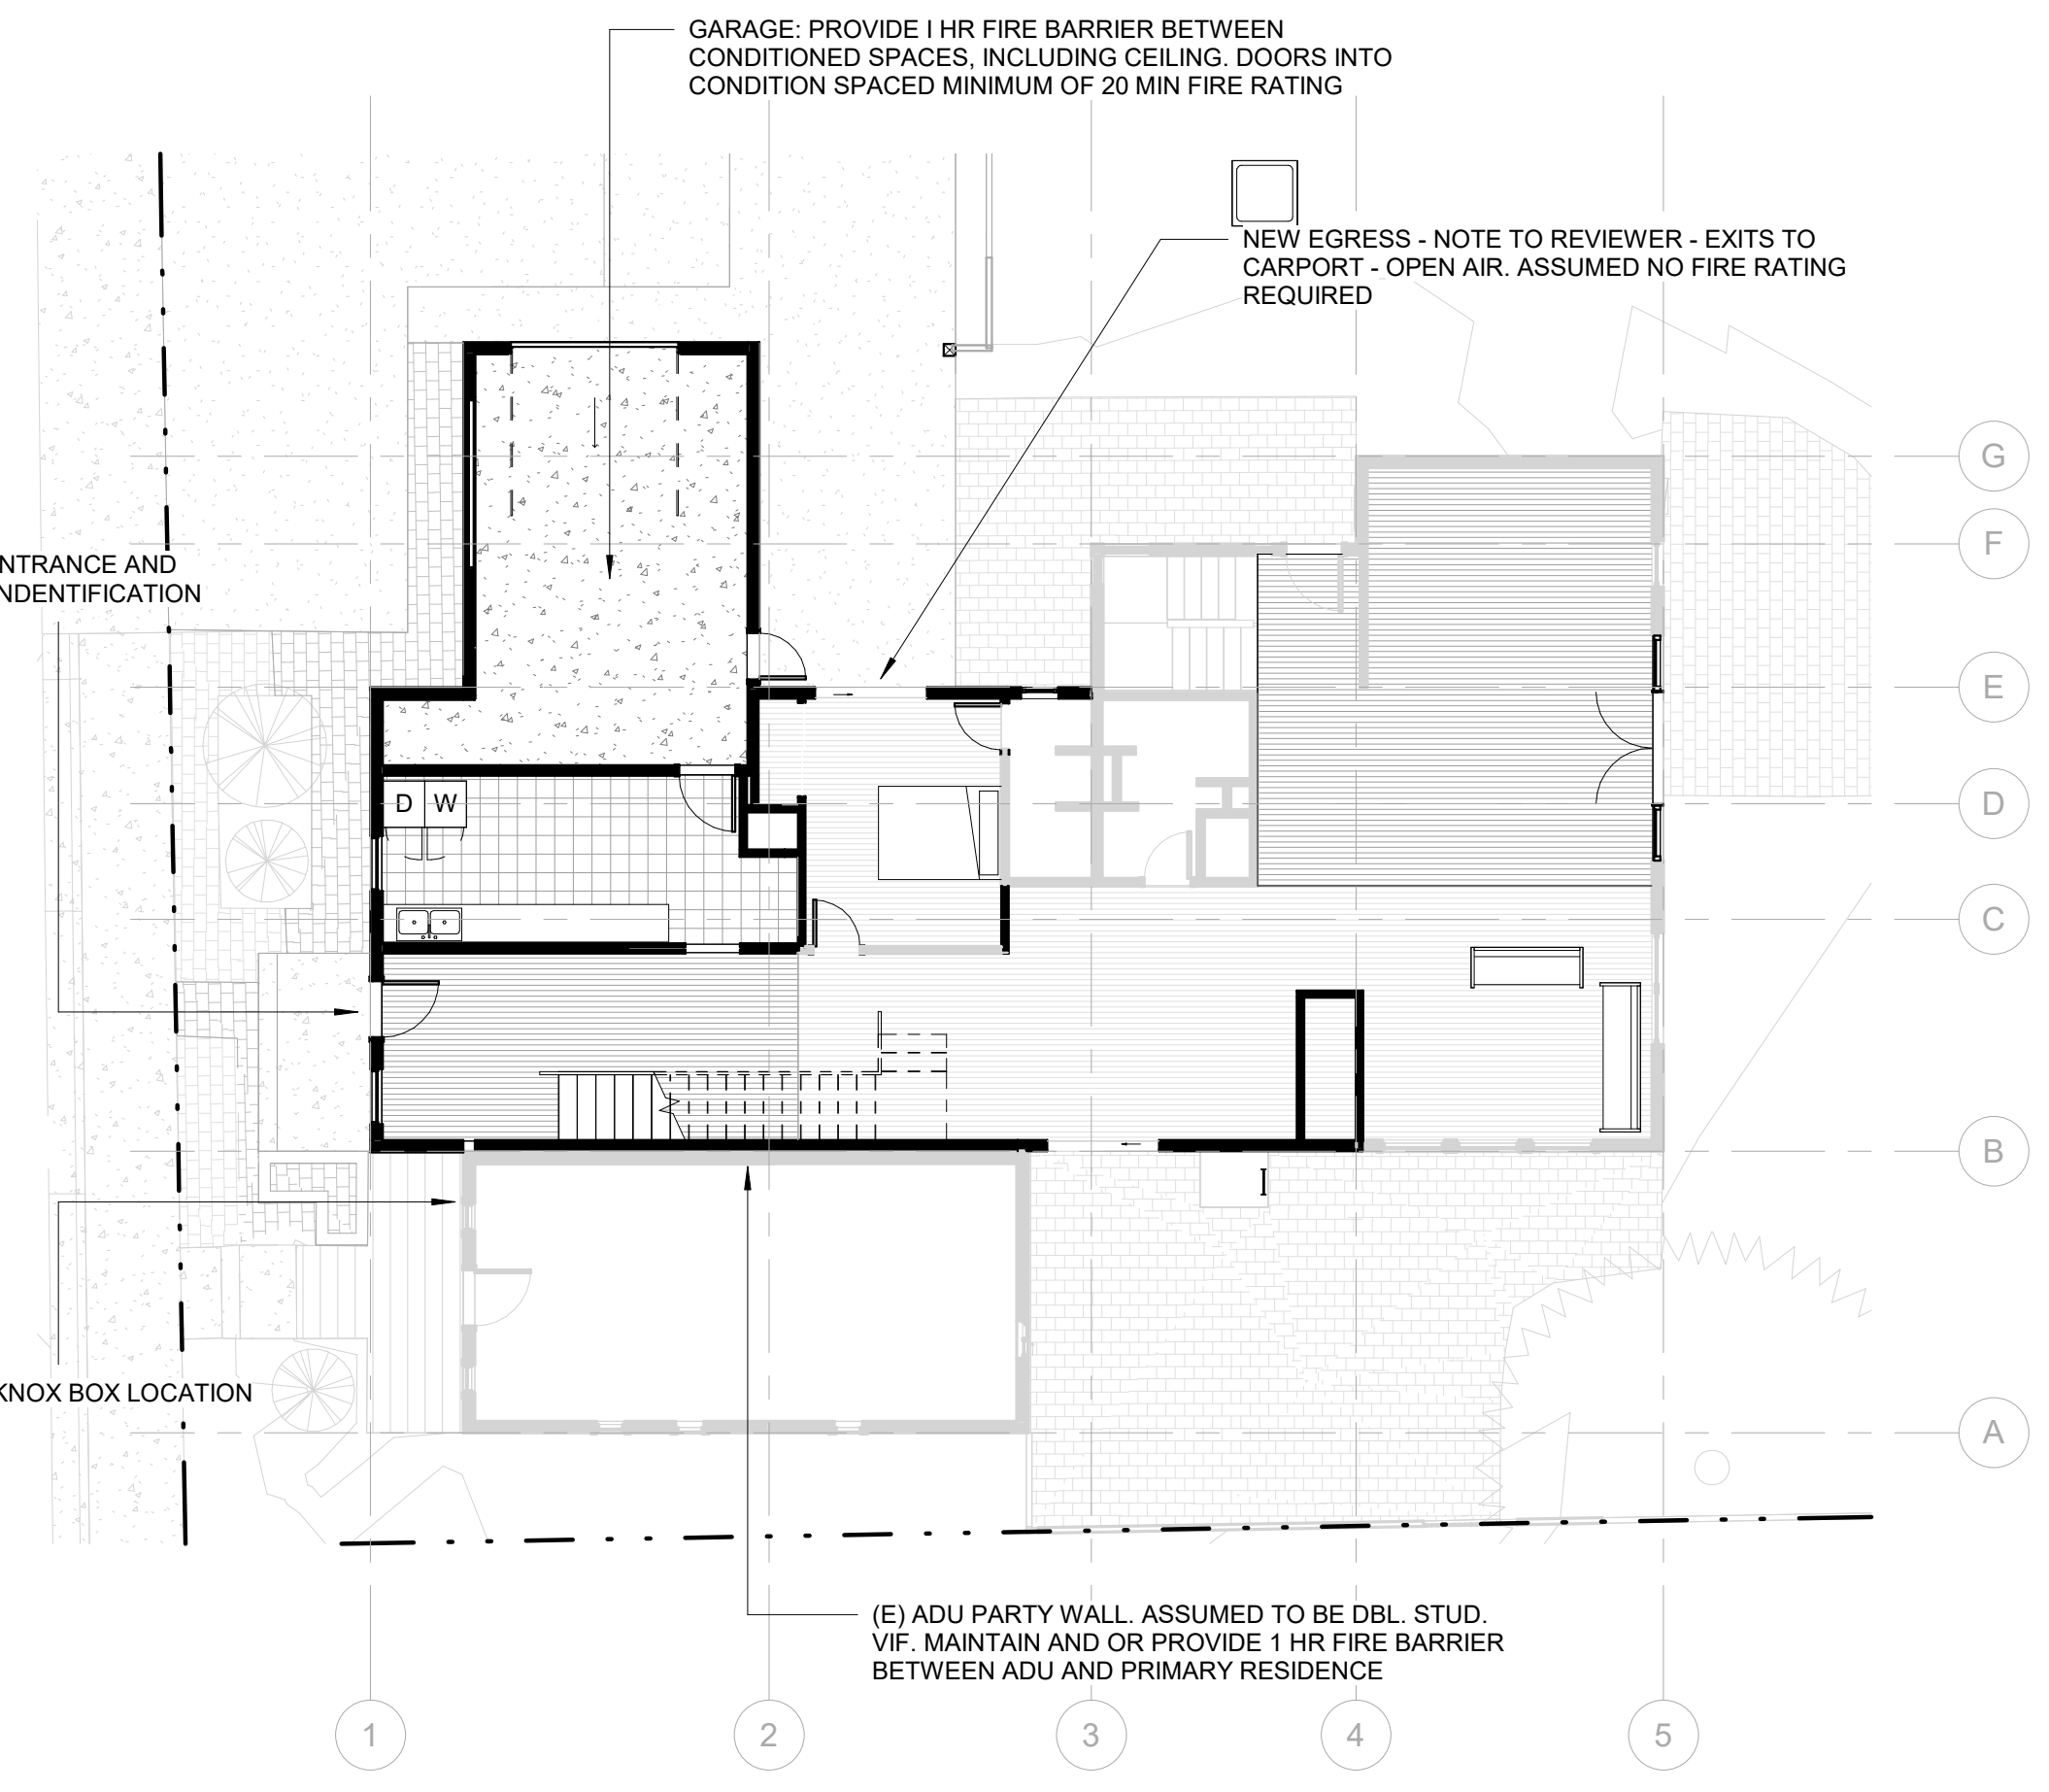 GARAGE: PROVIDE I HR FIRE BARRIER BETWEEN
CONDITIONED SPACES, INCLUDING CEILING. DOORS INTO
CONDITION SPACED MINIMUM OF 20 MIN FIRE RATING
NEW EGRESS - NOTE TO REVIEWER - EXITS TO
CARPORT - OPEN AIR. ASSUMED NO FIRE RATING
REQUIRED
G
F
NTRANCE AND
NDENTIFICATION
E
D W
D
C
B
KNOX BOX LOCATION
A
(E) ADU PARTY WALL. ASSUMED TO BE DBL. STUD.
VIF. MAINTAIN AND OR PROVIDE 1 HR FIRE BARRIER
BETWEEN ADU AND PRIMARY RESIDENCE
1 2 3 4 5